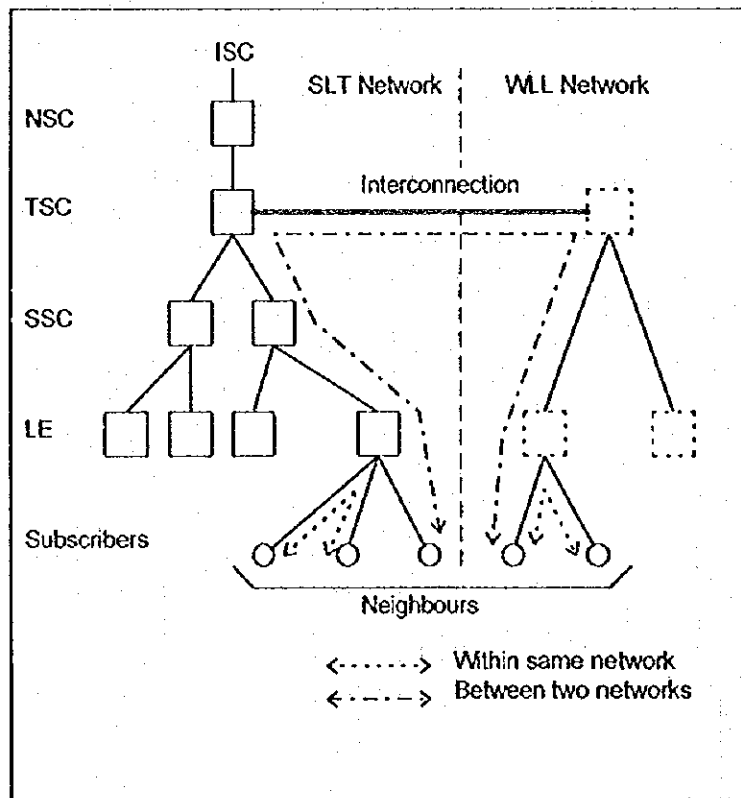 ISC
SLT Network
WLL Network
NSC
Interconnection
TSC
SSC
LE
Subscribers
Neighbours
Within same network
Between two networks